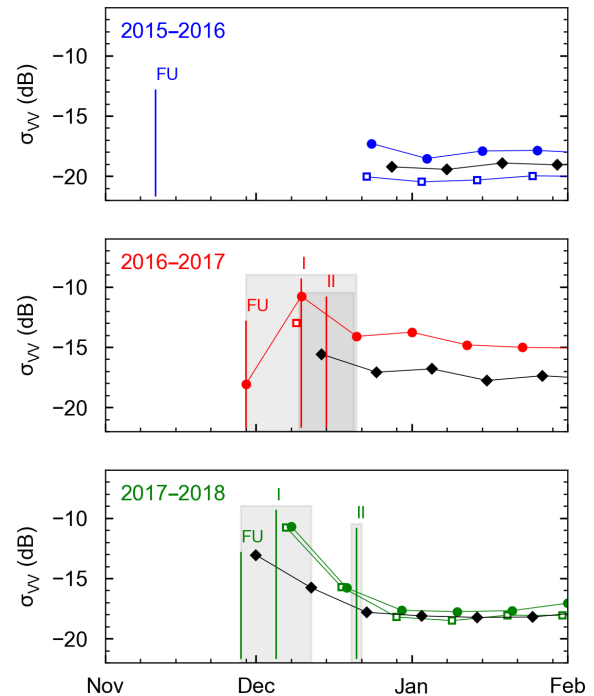 2015–2016
FU
σVV (dB)
−10
−15
−20
2016–2017
I
II
FU
σVV (dB)
−10
−15
−20
2017–2018
I
II
FU
σVV (dB)
−10
−15
−20
Nov Dec Jan Feb